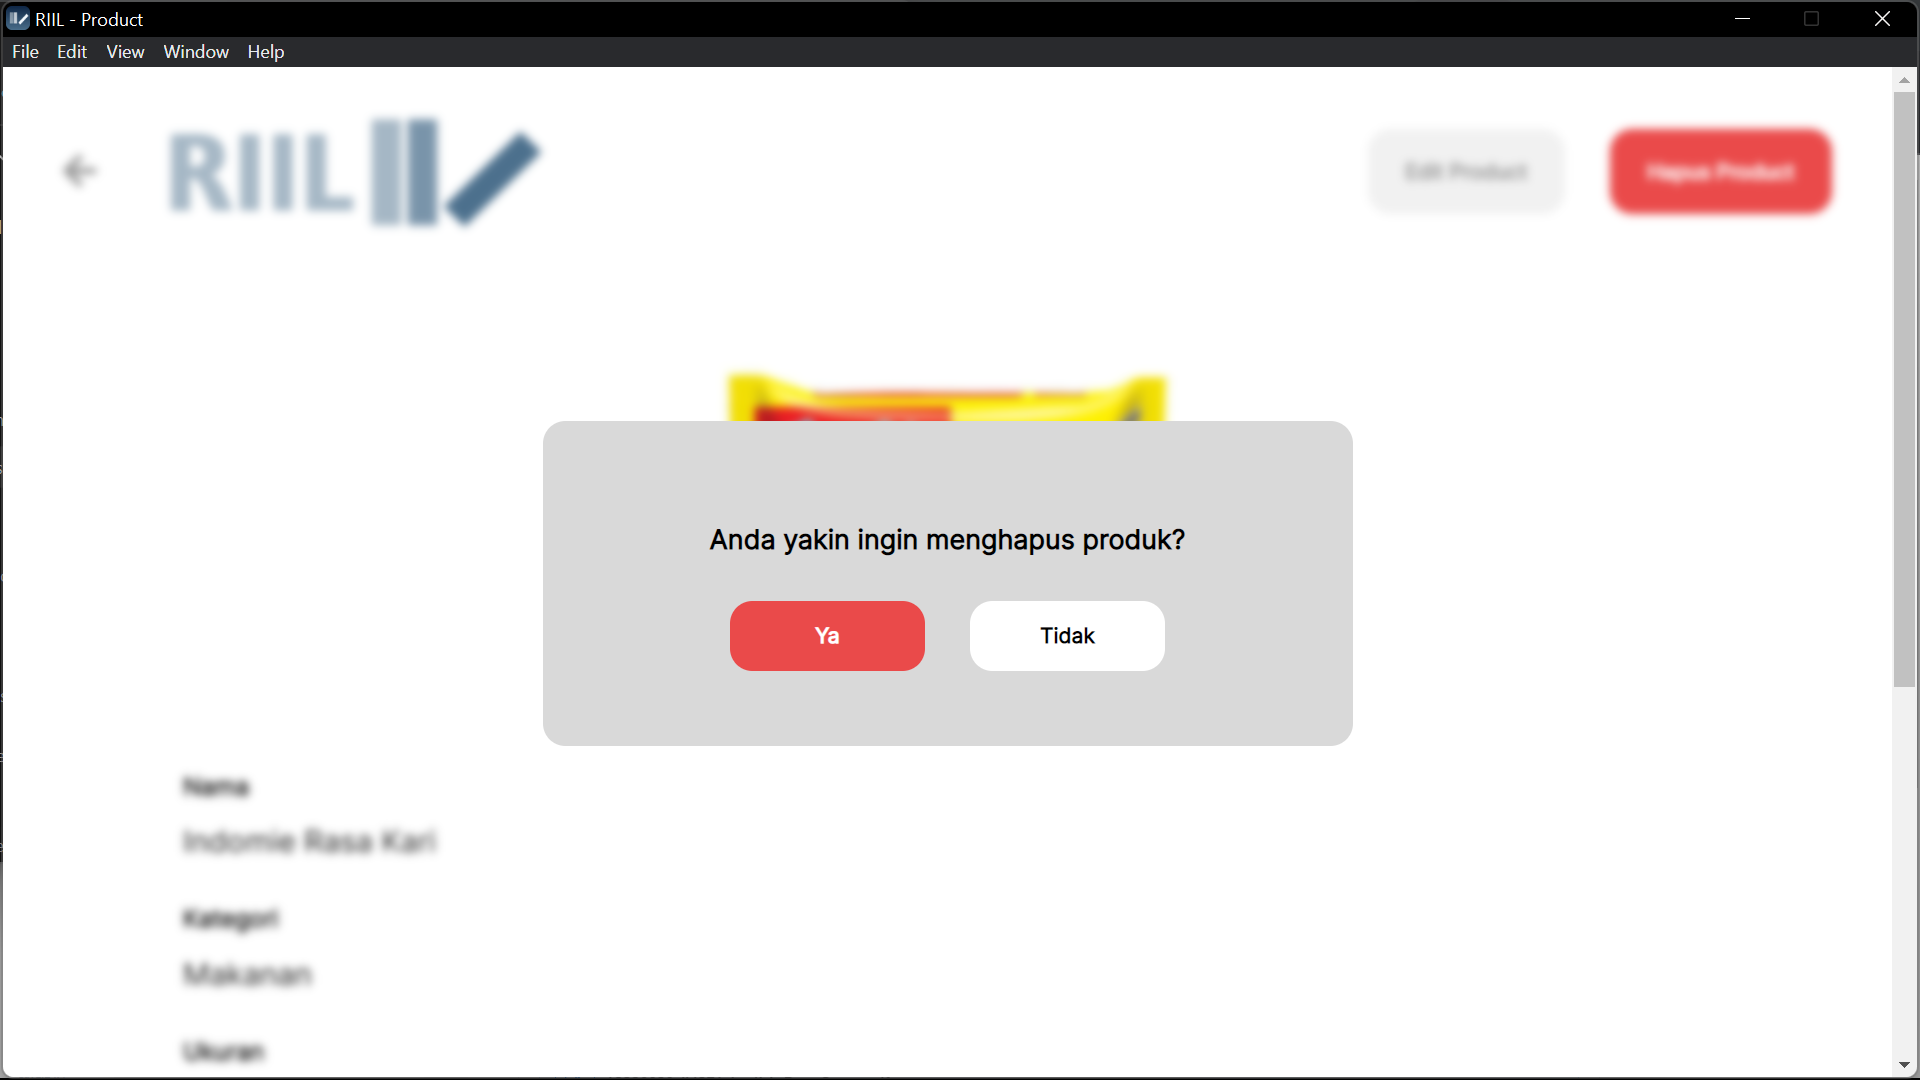 RIIL - Product
File Edit View Window Help
RIIL
Edit Product
Hapus Product
Anda yakin ingin menghapus produk?
Ya
Tidak
Nama
Indomie Rasa Kari
Kategori
Makanan
Ukuran